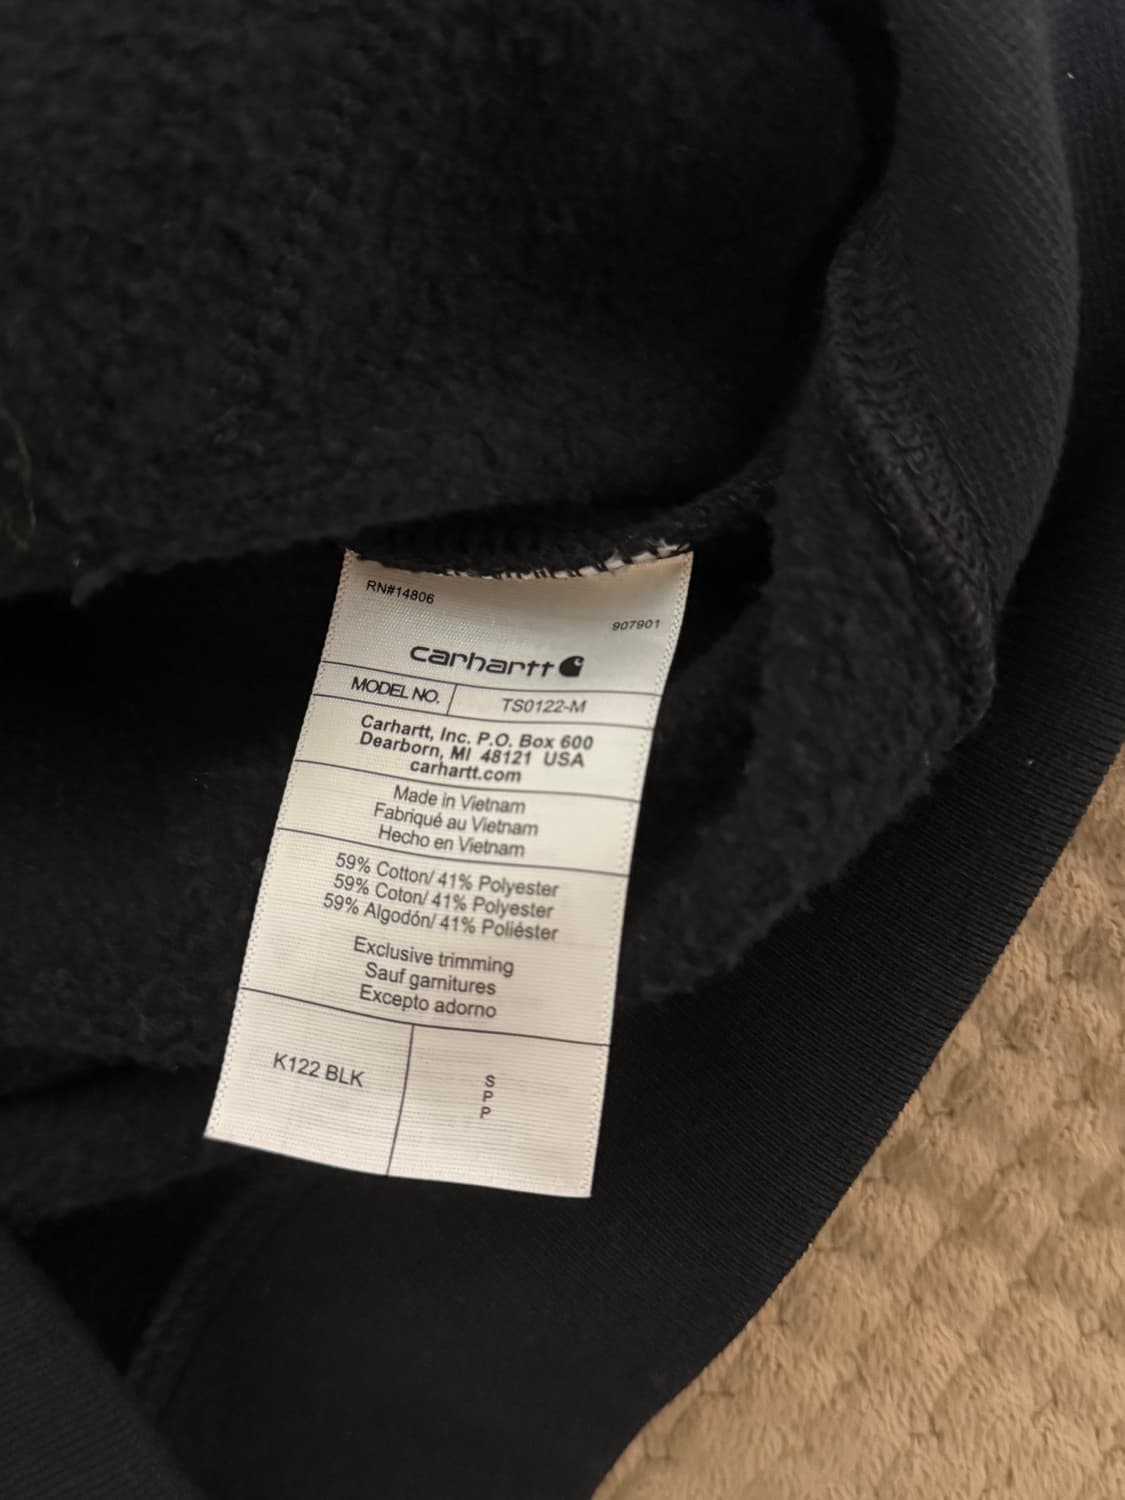 RN#14806
907901
carhartt
MODEL NO. TS0122-M
Carhartt, Inc. P.O. Box 600
Dearborn, MI 48121 USA
carhartt.com
Made in Vietnam
Fabriqué au Vietnam
Hecho en Vietnam
59% Cotton/ 41% Polyester
59% Coton/ 41% Polyester
59% Algodón/ 41% Poliéster
Exclusive trimming
Sauf garnitures
Excepto adorno
K122 BLK
S
P
P